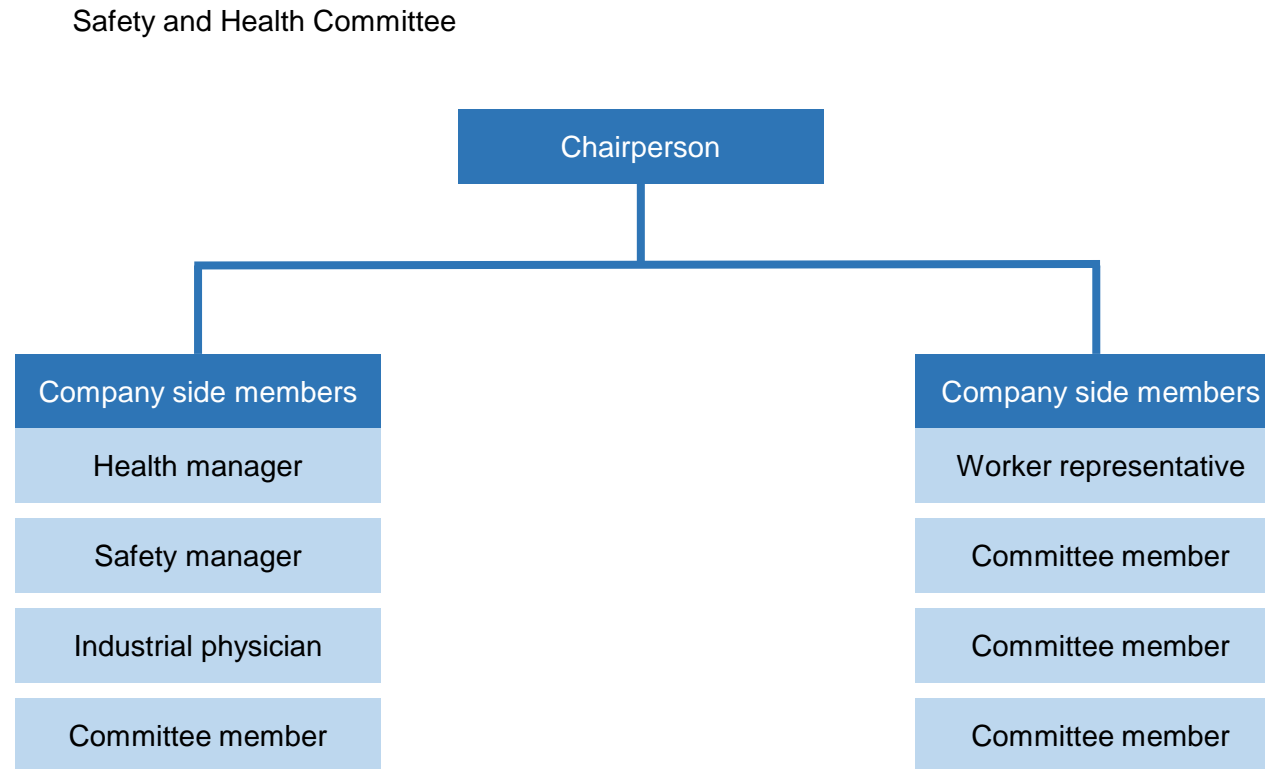 Safety and Health Committee
Chairperson
Company side members
Health manager
Safety manager
Industrial physician
Committee member
Company side members
Worker representative
Committee member
Committee member
Committee member